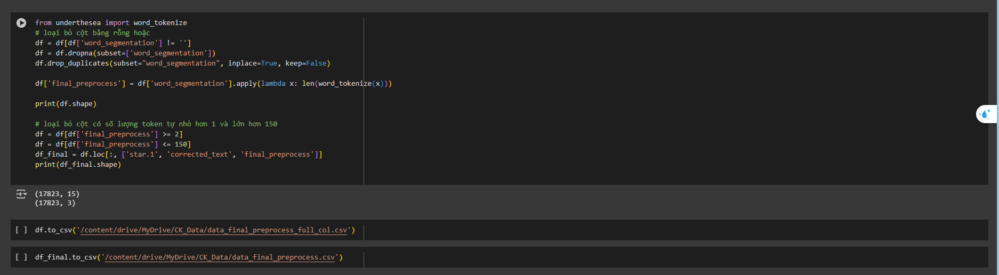 from underthesea import word_tokenize
# loại bỏ cột bằng rỗng hoặc
df = df[df['word_segmentation'] != '']
df = df.dropna(subset=['word_segmentation'])
df.drop_duplicates(subset="word_segmentation", inplace=True, keep=False)
df['final_preprocess'] = df['word_segmentation'].apply(lambda x: len(word_tokenize(x)))
print(df.shape)
# loại bỏ cột có số lượng token tự nhỏ hơn 1 và lớn hơn 150
df = df[df['final_preprocess'] >= 2]
df = df[df['final_preprocess'] <= 150]
df_final = df.loc[:, ['star.1', 'corrected_text', 'final_preprocess']]
print(df_final.shape)
(17823, 15)
(17823, 3)
[ ] df.to_csv('/content/drive/MyDrive/CK_Data/data_final_preprocess_full_col.csv')
[ ] df_final.to_csv('/content/drive/MyDrive/CK_Data/data_final_preprocess.csv')